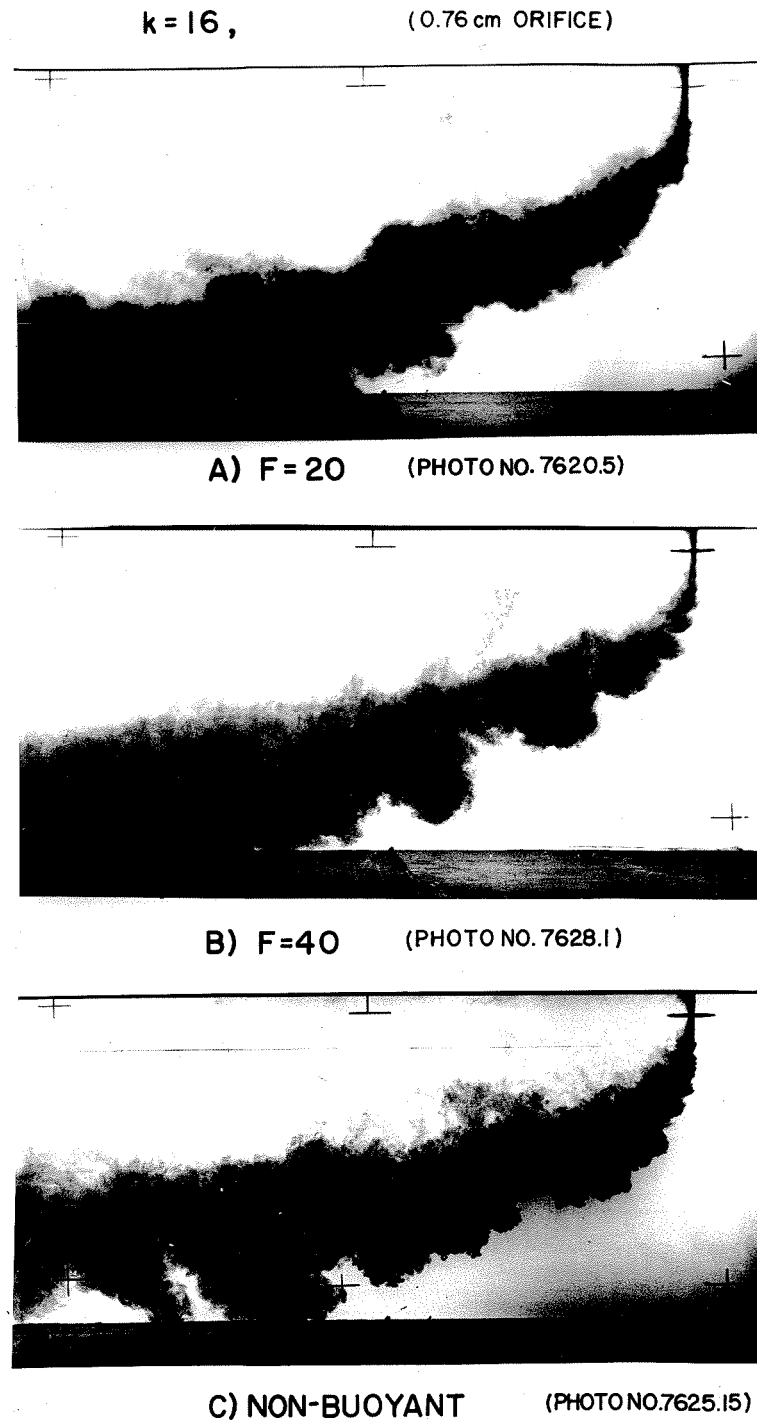 k=16, (0.76 cm ORIFICE)
A) F=20 (PHOTO NO. 7620.5)
B) F=40 (PHOTO NO. 7628.1)
C) NON-BUOYANT (PHOTO NO.7625.15)